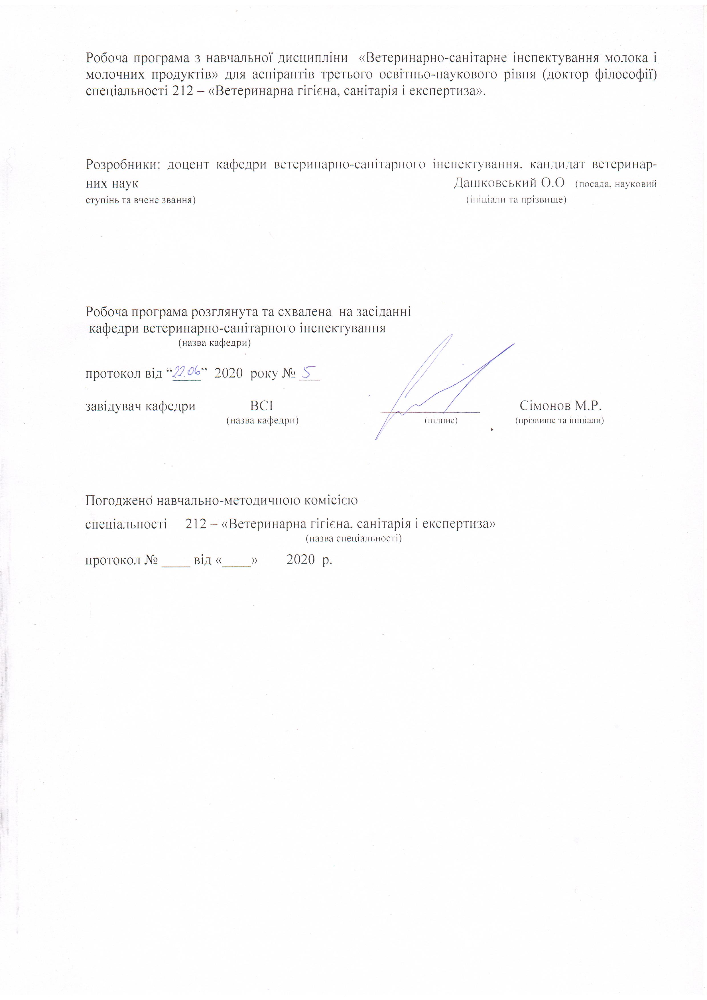 Робоча програма з навчальної дисципліни «Ветеринарно-санітарне інспектування молока і
молочних продуктів» для аспірантів третього освітньо-наукового рівня (доктор філософії)
спеціальності 212 – «Ветеринарна гігієна, санітарія і експертиза».
Розробники: доцент кафедри ветеринарно-санітарного інспектування, кандидат ветеринар-
них наук Дашковський О.О (посада, науковий
ступінь та вчене звання) (ініціали та прізвище)
Робоча програма розглянута та схвалена на засіданні
кафедри ветеринарно-санітарного інспектування
(назва кафедри)
протокол від “22.06” 2020 року № 5
завідувач кафедри ВСІ ____________ Сімонов М.Р.
(назва кафедри) (підпис) (прізвище та ініціали)
Погоджено навчально-методичною комісією
спеціальності 212 – «Ветеринарна гігієна, санітарія і експертиза»
(назва спеціальності)
протокол № ____ від «____» 2020 р.